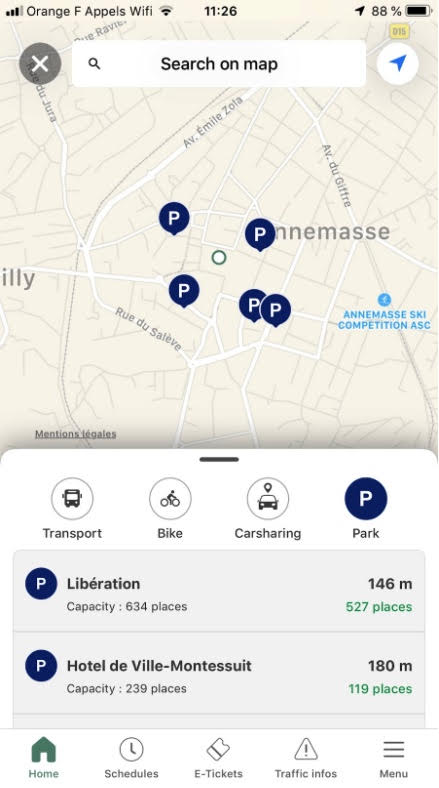 Orange F Appels Wifi 11:26 88 %
D15
Rue Ravier
Search on map
Rue du Jura
Av. Émile Zola
Av. du Giffre
P
P
nnemasse
illy
P
P
P
Rue du Salève
ANNEMASSE SKI
COMPÉTITION ASC
Mentions légales
P
Transport Bike Carsharing Park
P Libération 146 m
Capacity : 634 places 527 places
P Hotel de Ville-Montessuit 180 m
Capacity : 239 places 119 places
Home Schedules E-Tickets Traffic infos Menu